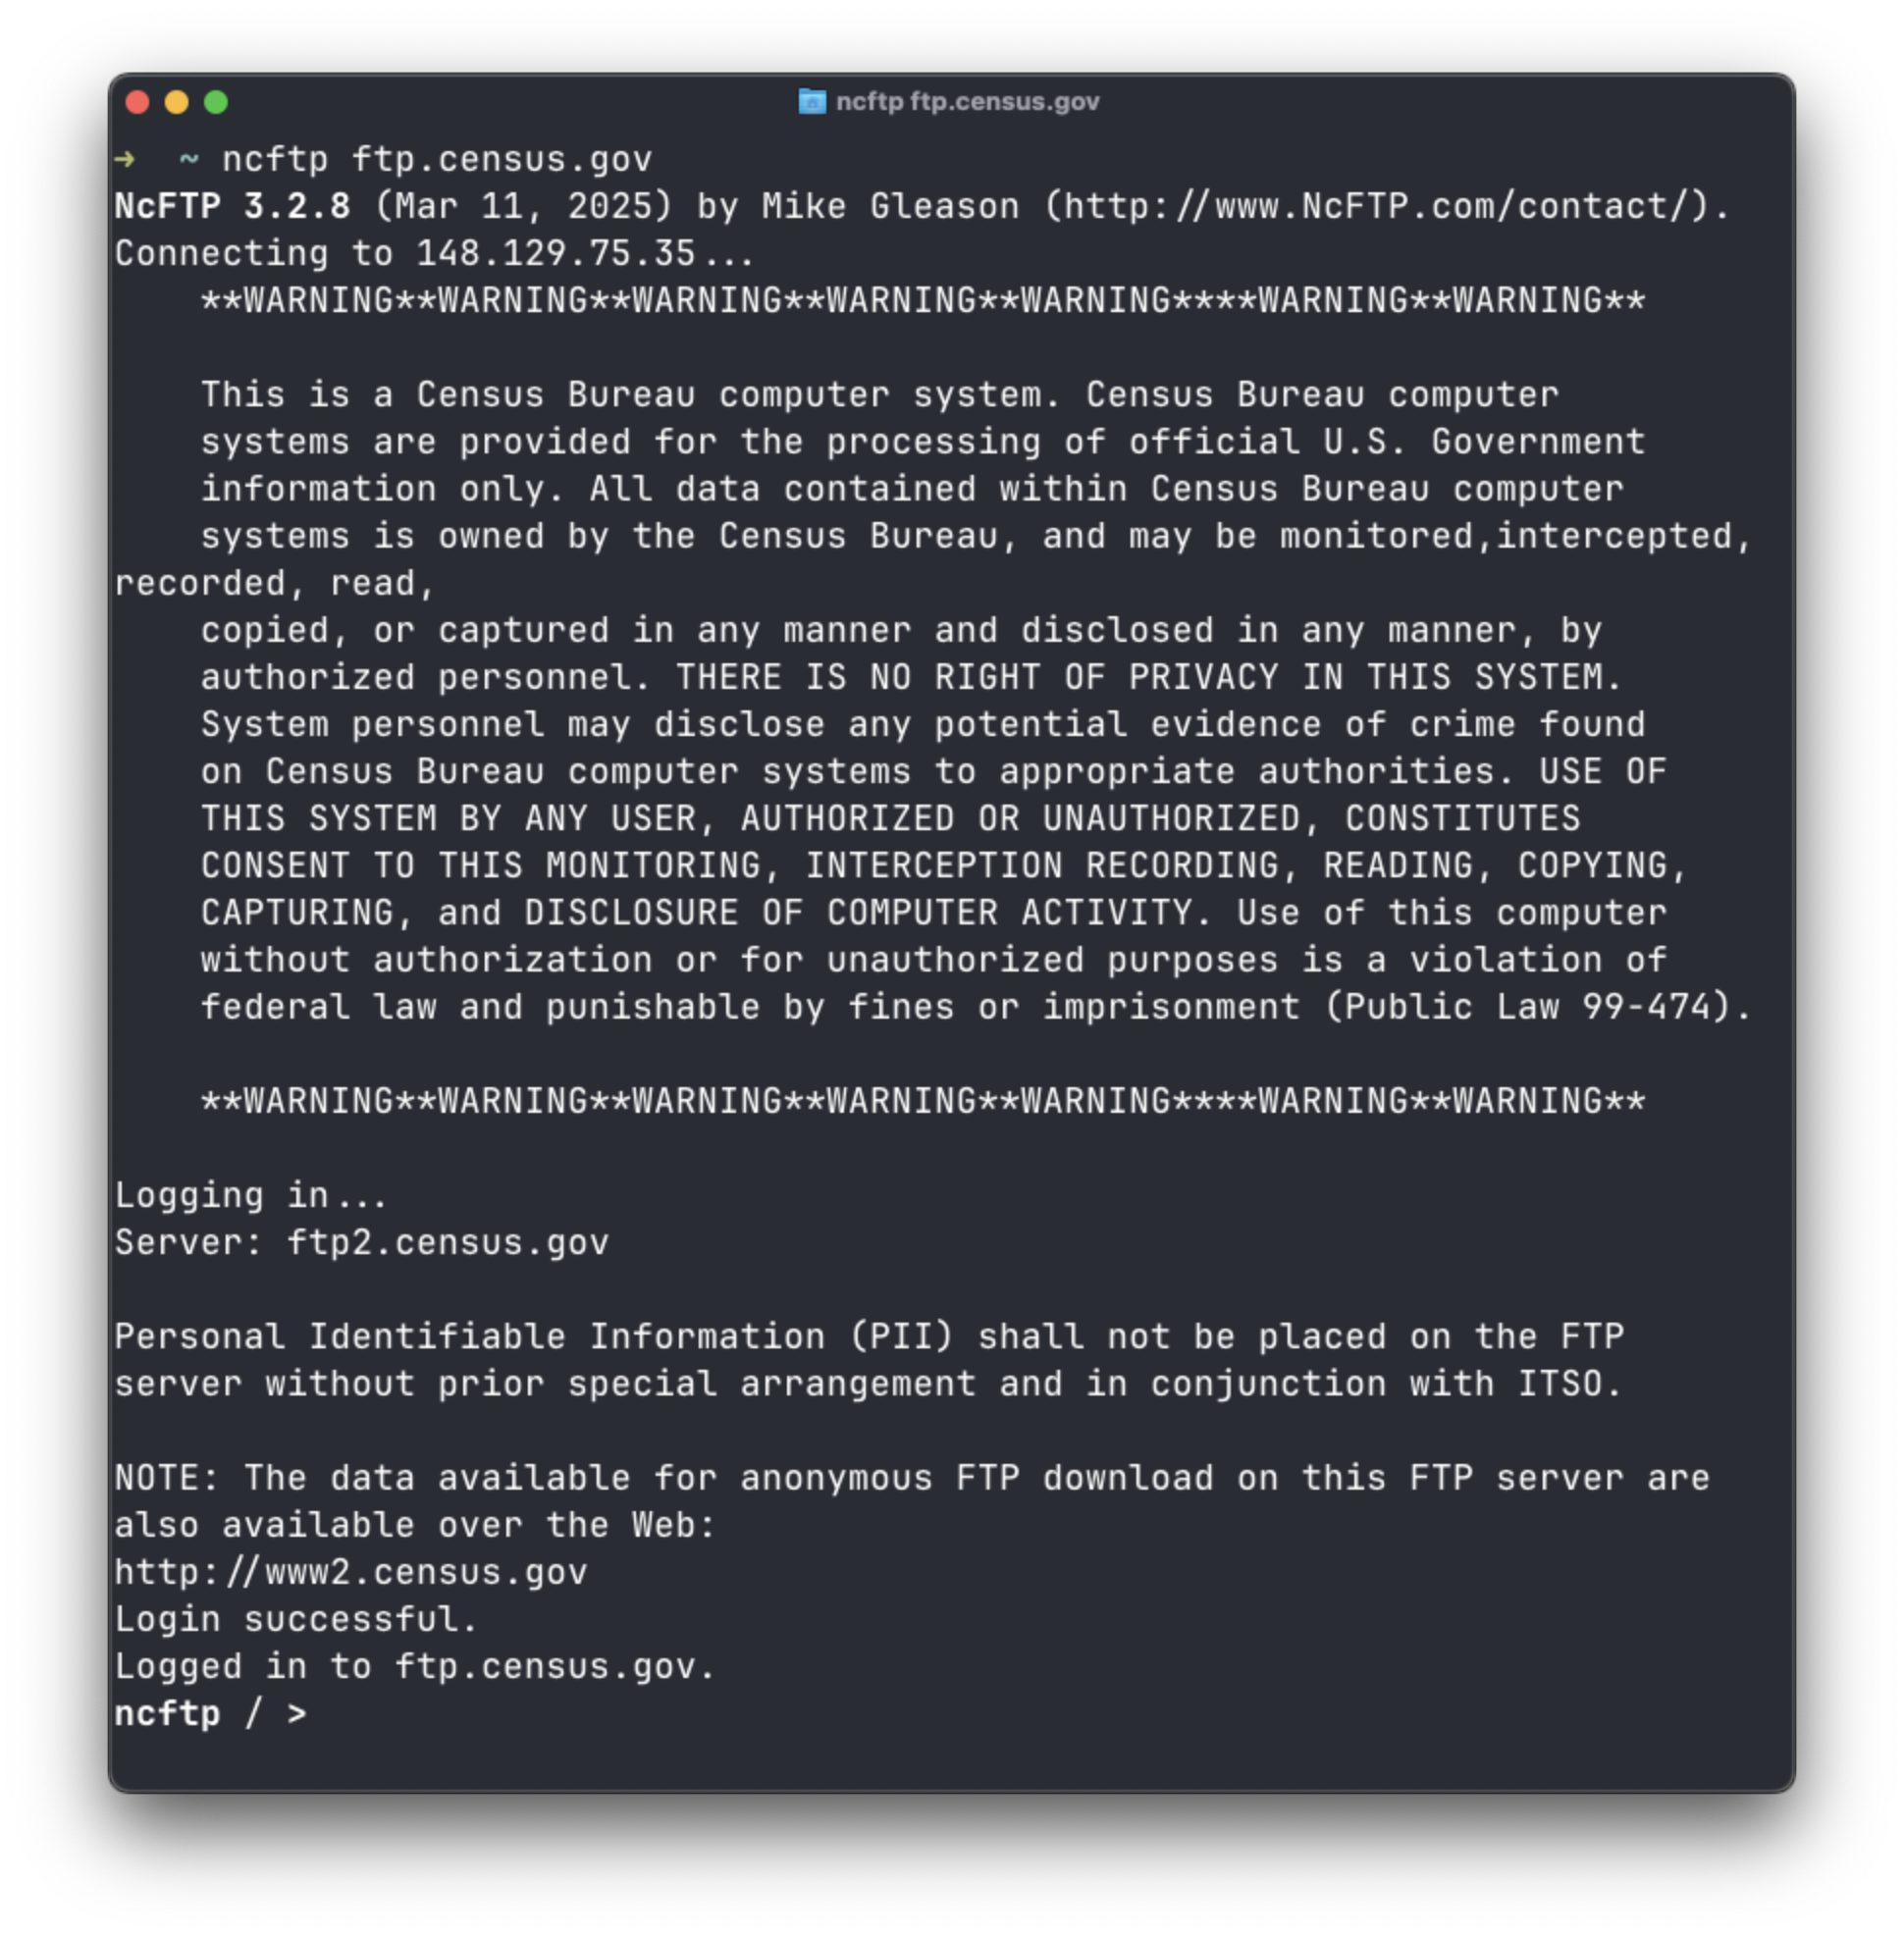 ncftp ftp.census.gov
➜  ~ ncftp ftp.census.gov
NcFTP 3.2.8 (Mar 11, 2025) by Mike Gleason (http://www.NcFTP.com/contact/).
Connecting to 148.129.75.35...
    **WARNING**WARNING**WARNING**WARNING**WARNING****WARNING**WARNING**

    This is a Census Bureau computer system. Census Bureau computer
    systems are provided for the processing of official U.S. Government
    information only. All data contained within Census Bureau computer
    systems is owned by the Census Bureau, and may be monitored,intercepted,
recorded, read,
    copied, or captured in any manner and disclosed in any manner, by
    authorized personnel. THERE IS NO RIGHT OF PRIVACY IN THIS SYSTEM.
    System personnel may disclose any potential evidence of crime found
    on Census Bureau computer systems to appropriate authorities. USE OF
    THIS SYSTEM BY ANY USER, AUTHORIZED OR UNAUTHORIZED, CONSTITUTES
    CONSENT TO THIS MONITORING, INTERCEPTION RECORDING, READING, COPYING,
    CAPTURING, and DISCLOSURE OF COMPUTER ACTIVITY. Use of this computer
    without authorization or for unauthorized purposes is a violation of
    federal law and punishable by fines or imprisonment (Public Law 99-474).

    **WARNING**WARNING**WARNING**WARNING**WARNING****WARNING**WARNING**

Logging in...
Server: ftp2.census.gov

Personal Identifiable Information (PII) shall not be placed on the FTP
server without prior special arrangement and in conjunction with ITSO.

NOTE: The data available for anonymous FTP download on this FTP server are
also available over the Web:
http://www2.census.gov
Login successful.
Logged in to ftp.census.gov.
ncftp / >